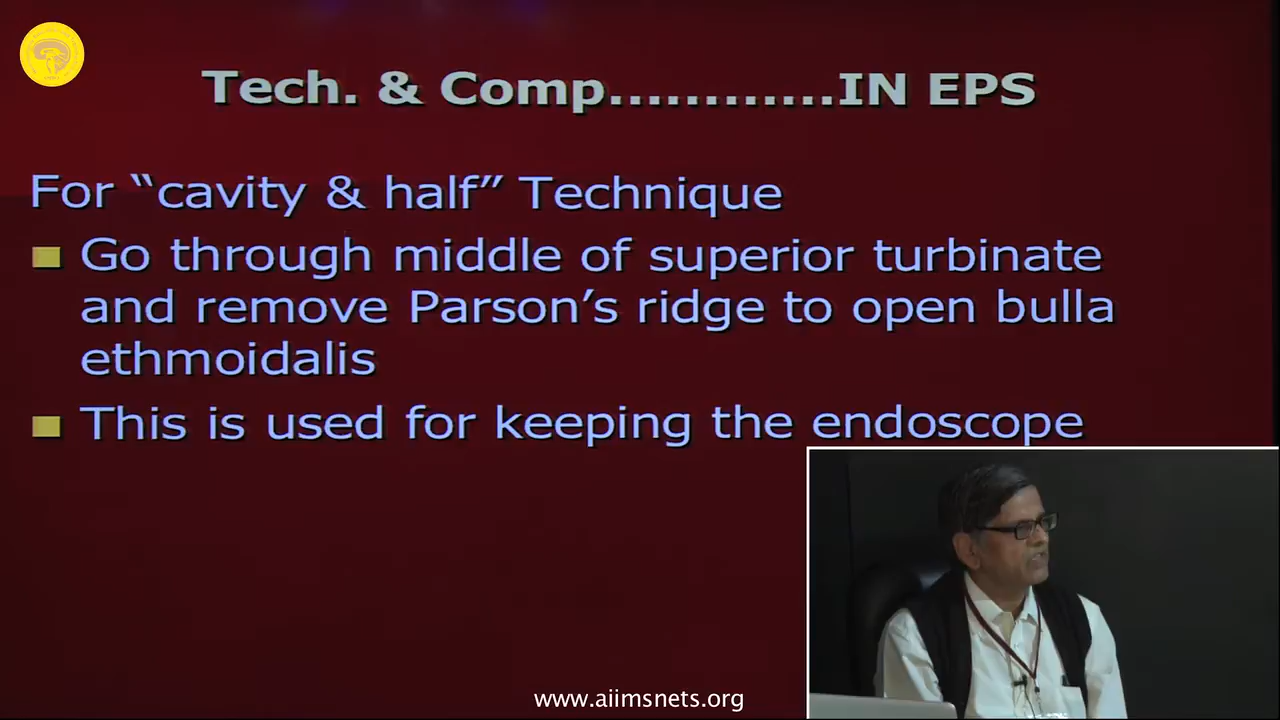 Tech. & Comp............IN EPS
For “cavity & half” Technique
Go through middle of superior turbinate
and remove Parson’s ridge to open bulla
ethmoidalis
This is used for keeping the endoscope
www.aiimsnets.org